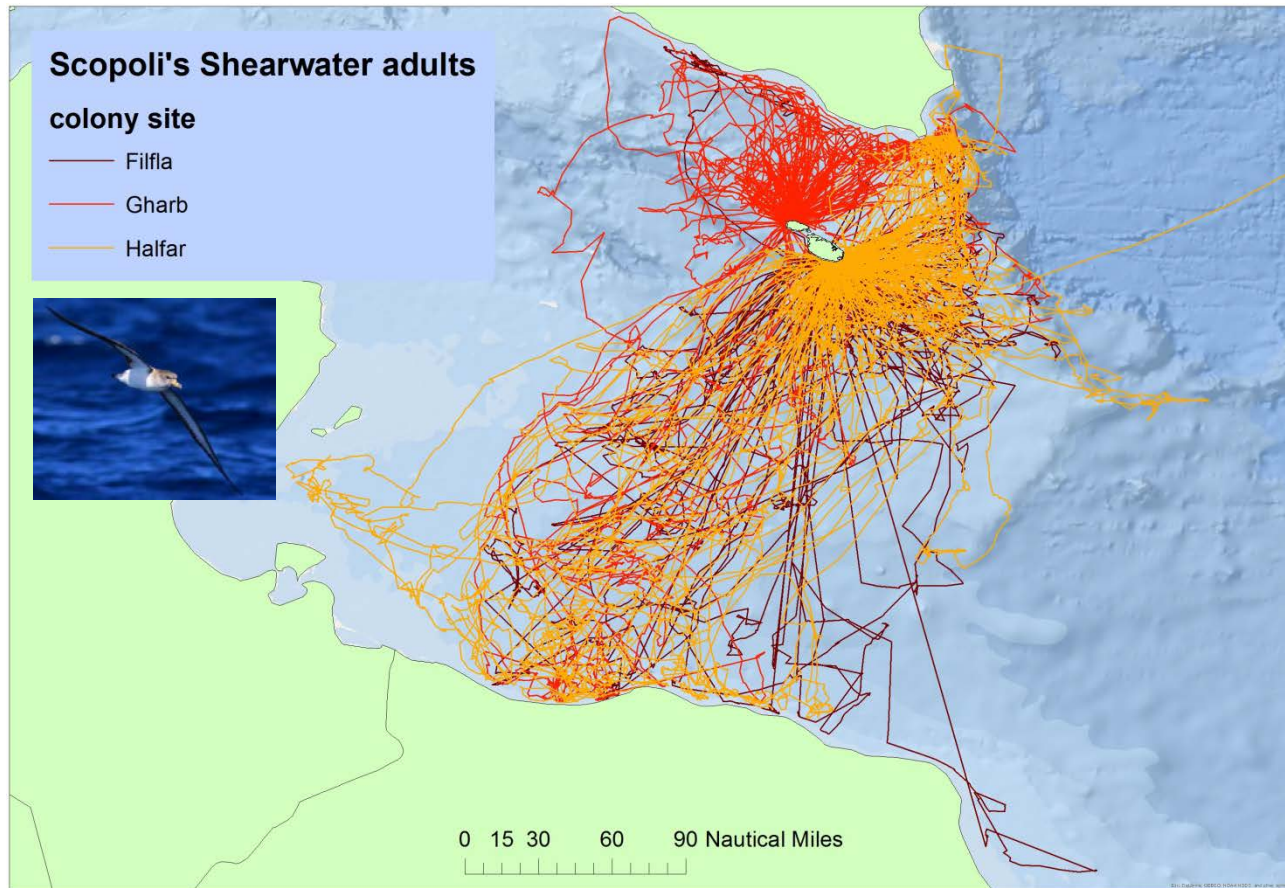 Scopoli's Shearwater adults
colony site
Filfla
Gharb
Halfar
0 15 30 60 90 Nautical Miles